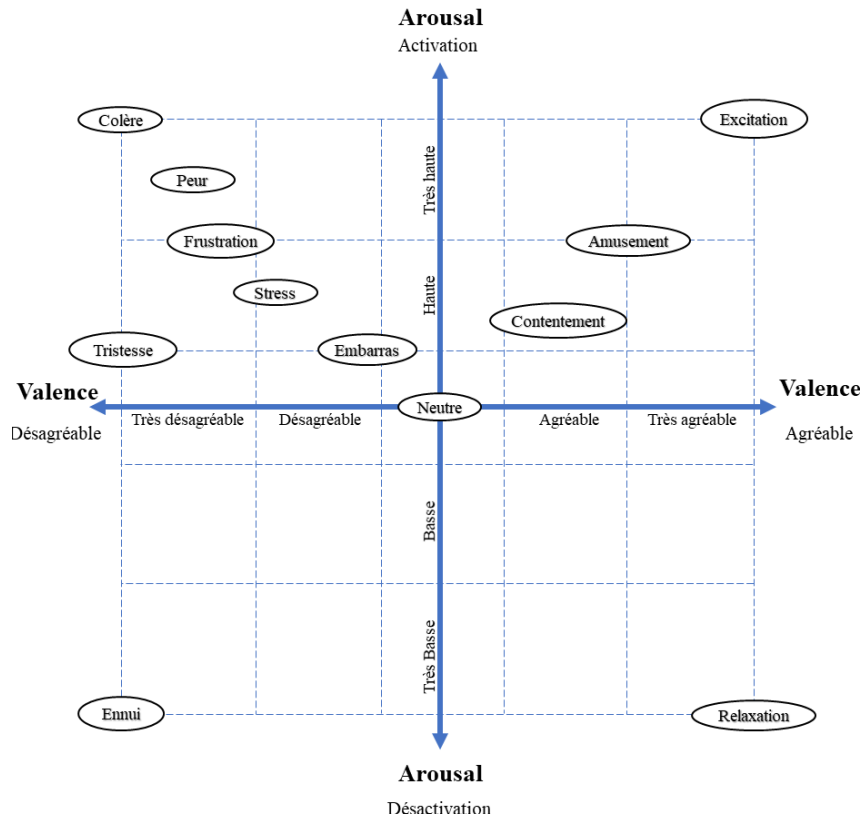 Arousal
Activation
Colère
Excitation
Peur
Très haute
Frustration
Amusement
Stress
Haute
Contentement
Tristesse
Embarras
Valence
Valence
Neutre
Très désagréable
Désagréable
Agréable
Très agréable
Désagréable
Agréable
Basse
Très Basse
Ennui
Relaxation
Arousal
Désactivation